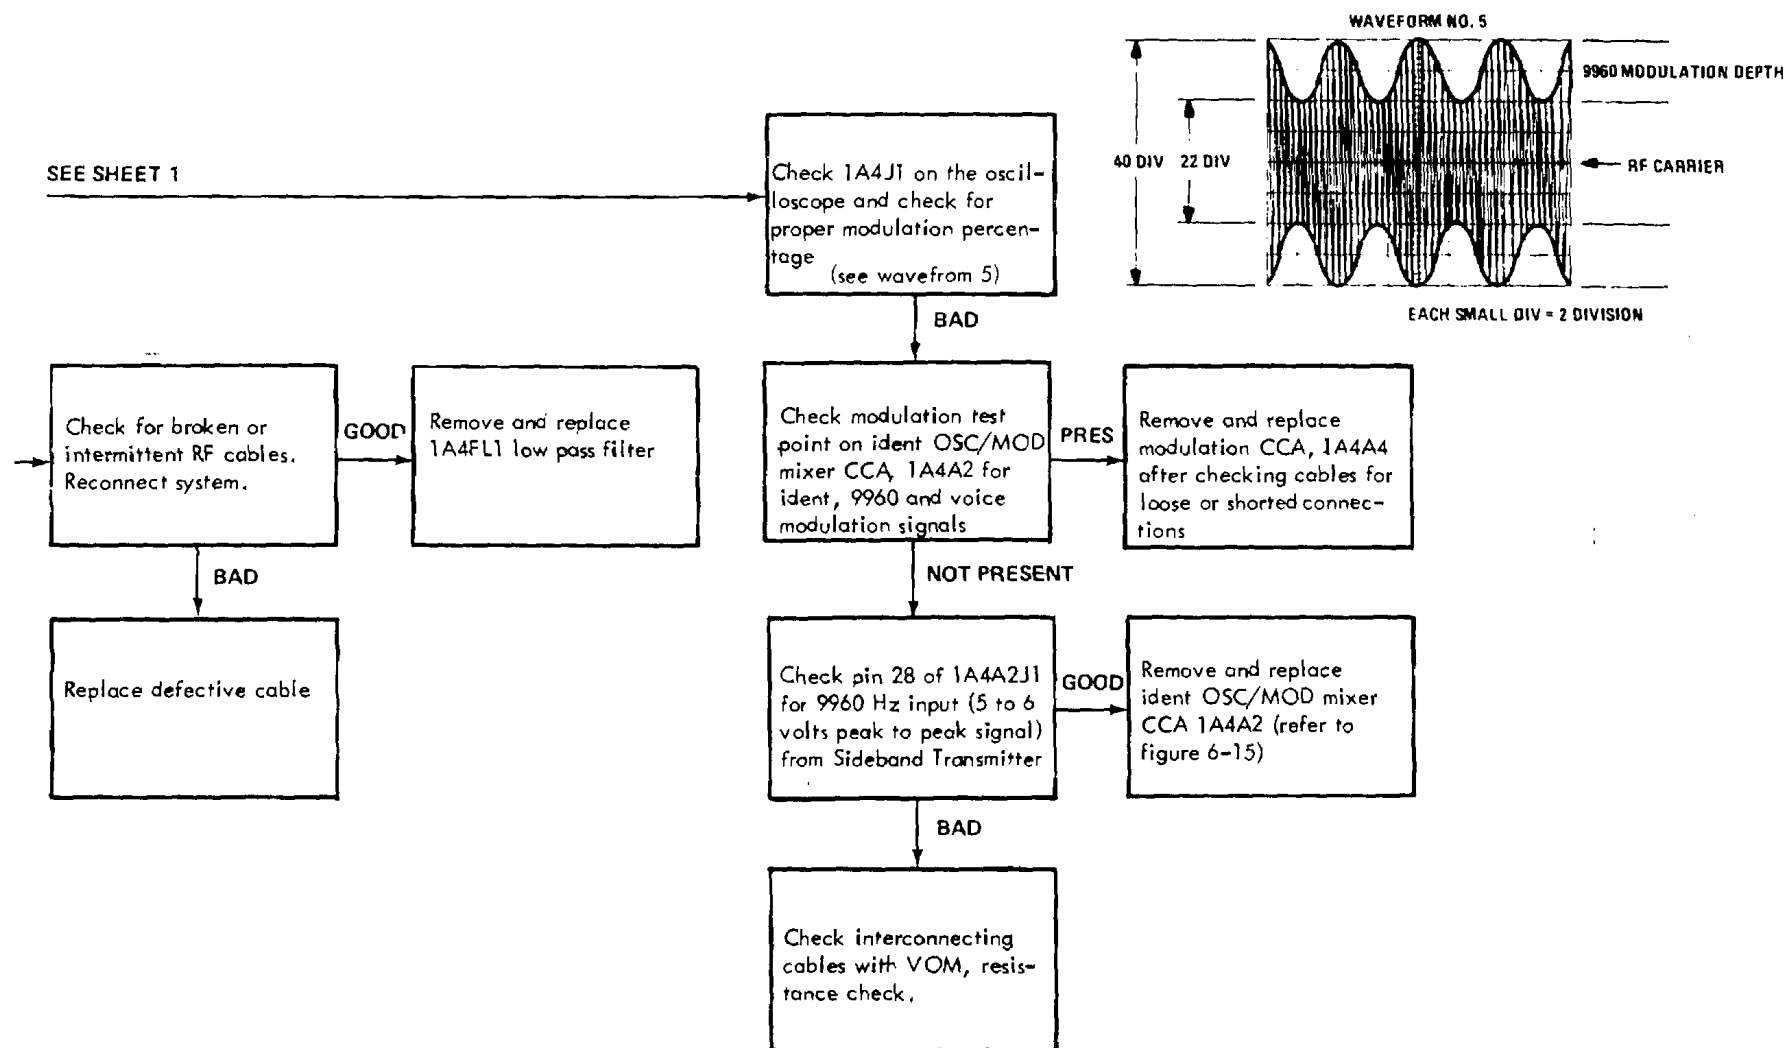 WAVEFORM NO. 5
9960 MODULATION DEPTH
40 DIV
22 DIV
RF CARRIER
EACH SMALL DIV = 2 DIVISION
SEE SHEET 1
Check 1A4J1 on the oscil-
loscope and check for
proper modulation percen-
tage
(see wavefrom 5)
BAD
Check for broken or
intermittent RF cables.
Reconnect system.
GOOD
Remove and replace
1A4FL1 low pass filter
BAD
Replace defective cable
Check modulation test
point on ident OSC/MOD
mixer CCA, 1A4A2 for
ident, 9960 and voice
modulation signals
PRES
Remove and replace
modulation CCA, 1A4A4
after checking cables for
loose or shorted connec-
tions
NOT PRESENT
Check pin 28 of 1A4A2J1
for 9960 Hz input (5 to 6
volts peak to peak signal)
from Sideband Transmitter
GOOD
Remove and replace
ident OSC/MOD mixer
CCA 1A4A2 (refer to
figure 6-15)
BAD
Check interconnecting
cables with VOM, resis-
tance check.